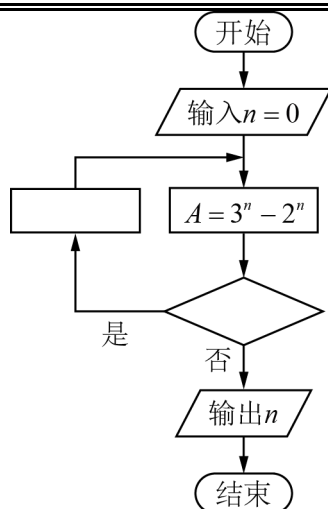 开始
输入n = 0
A = 3ⁿ − 2ⁿ
是
否
输出n
结束